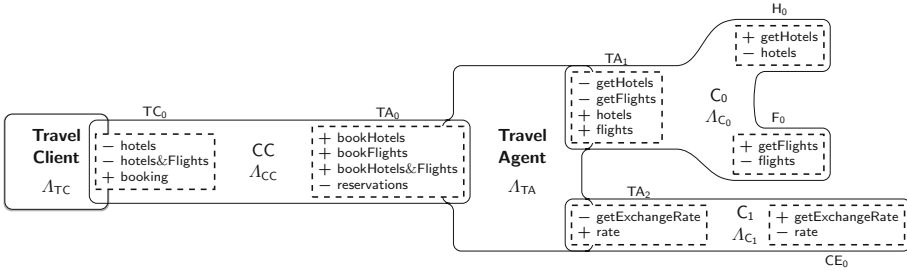 H₀
+ getHotels
− hotels
TA₁
− getHotels
− getFlights
+ hotels
+ flights
C₀
Λ_C₀
TC₀
TA₀
F₀
Travel
Client
Λ_TC
− hotels
− hotels&Flights
+ booking
CC
Λ_CC
+ bookHotels
+ bookFlights
+ bookHotels&Flights
− reservations
Travel
Agent
Λ_TA
+ getFlights
− flights
TA₂
− getExchangeRate
+ rate
C₁
Λ_C₁
+ getExchangeRate
− rate
CE₀